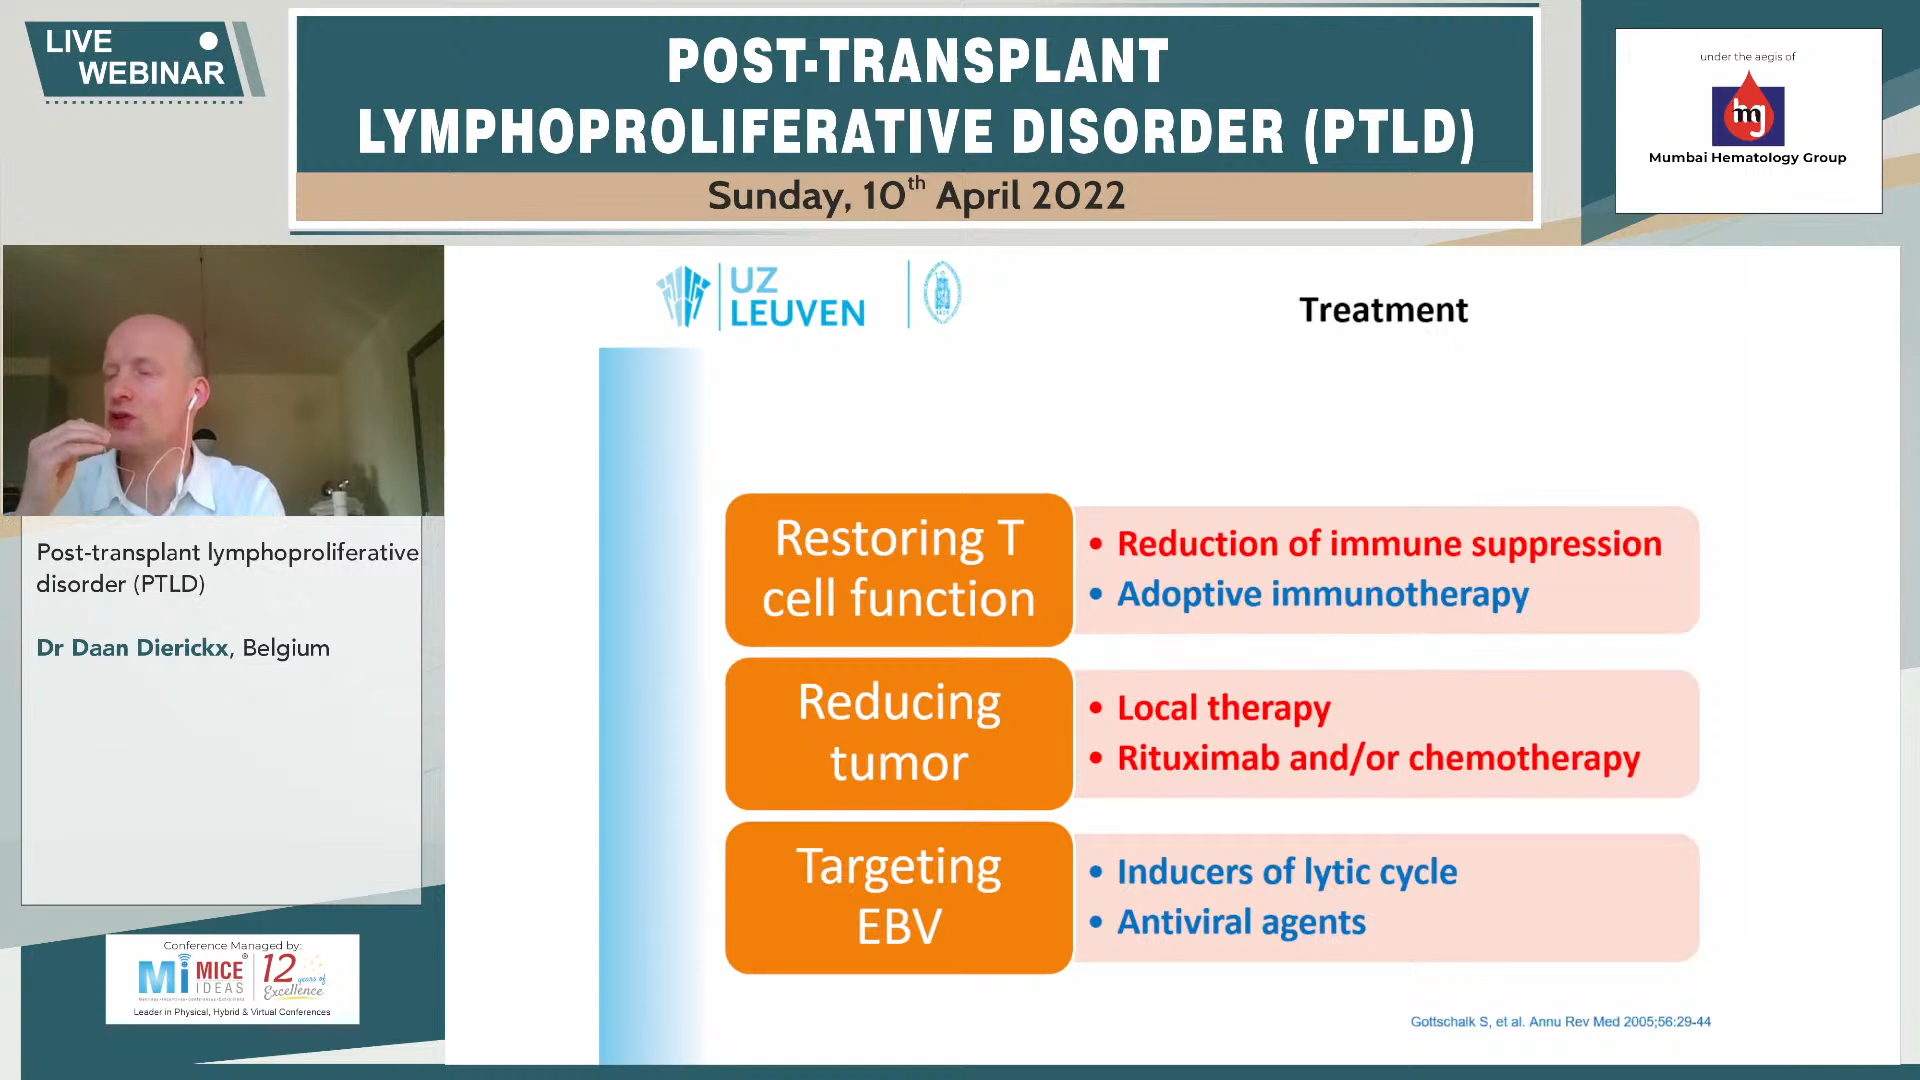 LIVE
WEBINAR
POST-TRANSPLANT
LYMPHOPROLIFERATIVE DISORDER (PTLD)
Sunday, 10th April 2022
under the aegis of
mg
Mumbai Hematology Group
UZ
LEUVEN
Treatment
Restoring T
cell function
• Reduction of immune suppression
• Adoptive immunotherapy
Reducing
tumor
• Local therapy
• Rituximab and/or chemotherapy
Targeting
EBV
• Inducers of lytic cycle
• Antiviral agents
Gottschalk S, et al. Annu Rev Med 2005;56:29-44
Post-transplant lymphoproliferative
disorder (PTLD)
Dr Daan Dierickx, Belgium
Conference Managed by:
Mi MICE IDEAS
12 years of Excellence
Leader in Physical, Hybrid & Virtual Conferences